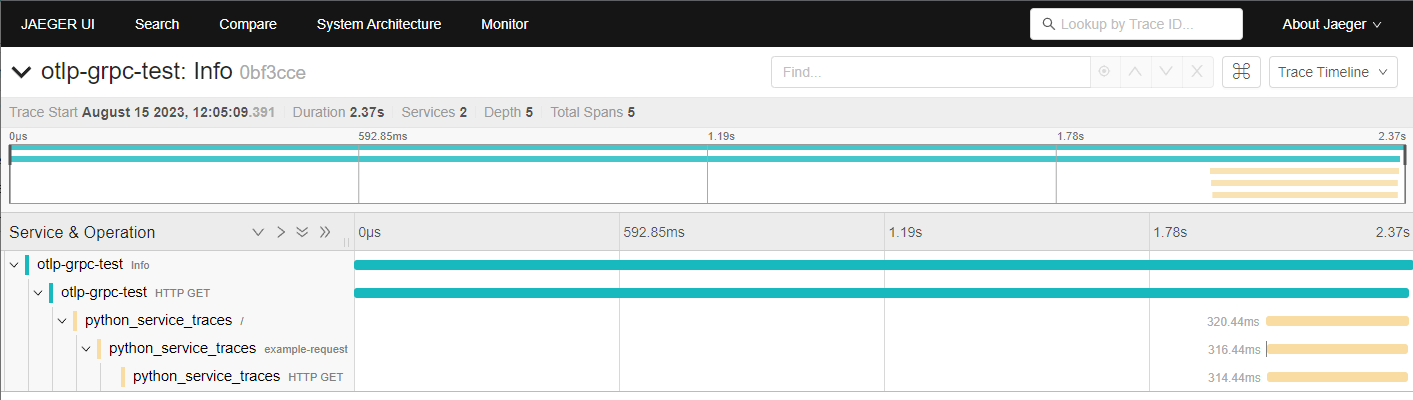 JAEGER UI Search Compare System Architecture Monitor Lookup by Trace ID... About Jaeger
otlp-grpc-test: Info 0bf3cce Find... Trace Timeline
Trace Start August 15 2023, 12:05:09.391 Duration 2.37s Services 2 Depth 5 Total Spans 5
0μs 592.85ms 1.19s 1.78s 2.37s
Service & Operation 0μs 592.85ms 1.19s 1.78s 2.37s
otlp-grpc-test Info
otlp-grpc-test HTTP GET
python_service_traces / 320.44ms
python_service_traces example-request 316.44ms
python_service_traces HTTP GET 314.44ms